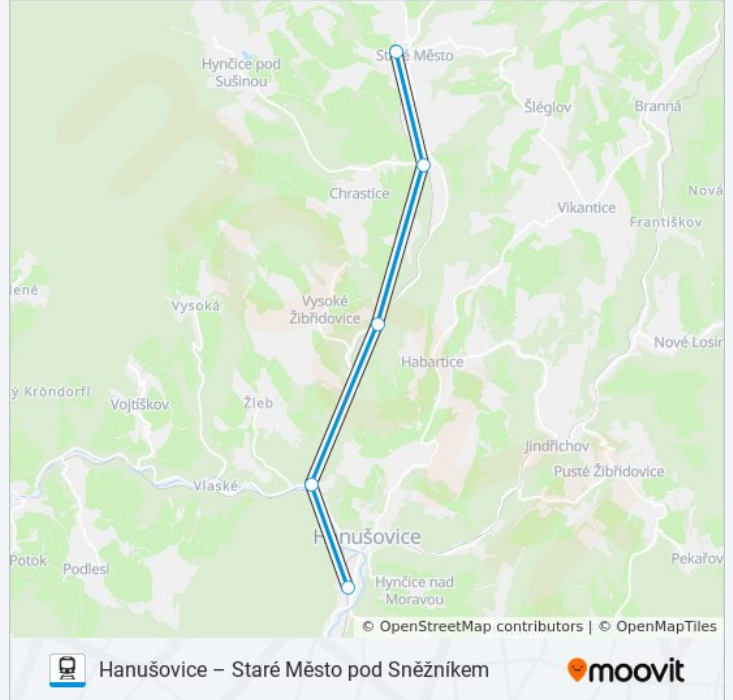 Staré Město
Hynčice pod
Sušinou
Šléglov
Branná
Chrastice
Nová
Vikantice
Františkov
lené
Vysoká
Vysoké
Žibřidovice
Nové Losin
Habartice
ý Kröndorfl
Vojtíškov
Žleb
Jindřichov
Pusté Žibřidovice
Vlaské
Hanušovice
Potok
Podlesí
Pekařov
Hynčice nad
Moravou
© OpenStreetMap contributors | © OpenMapTiles
Hanušovice – Staré Město pod Sněžníkem
moovit